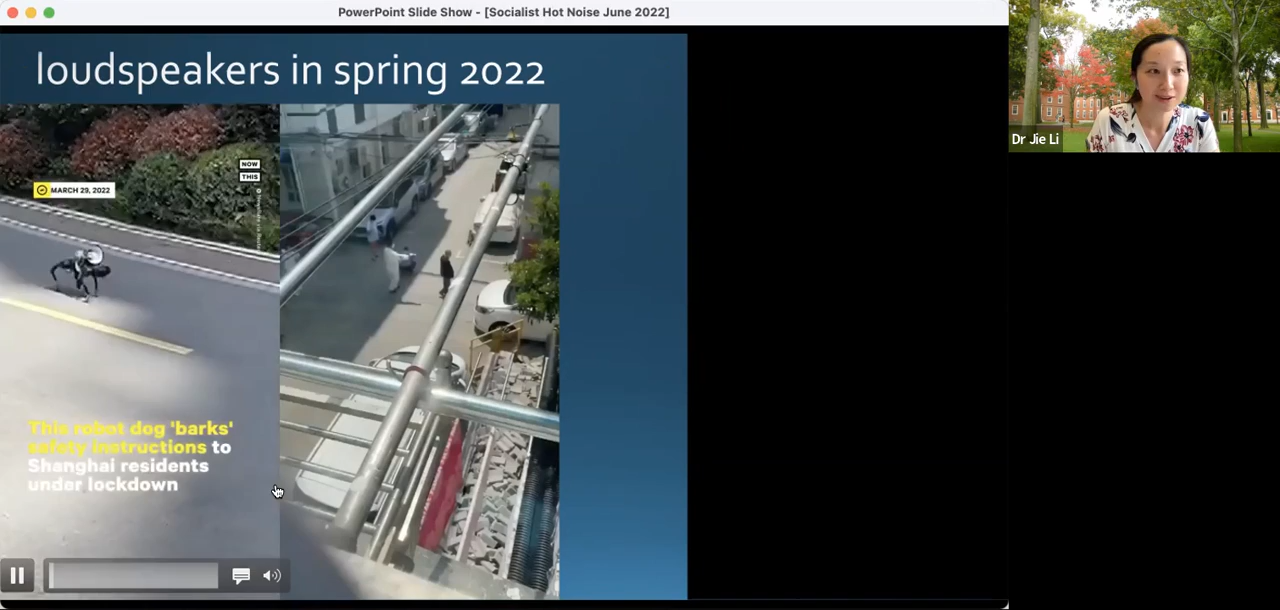 PowerPoint Slide Show - [Socialist Hot Noise June 2022]
loudspeakers in spring 2022
NOW
THIS
MARCH 29, 2022
This robot dog 'barks'
safety instructions to
Shanghai residents
under lockdown
Dr Jie Li